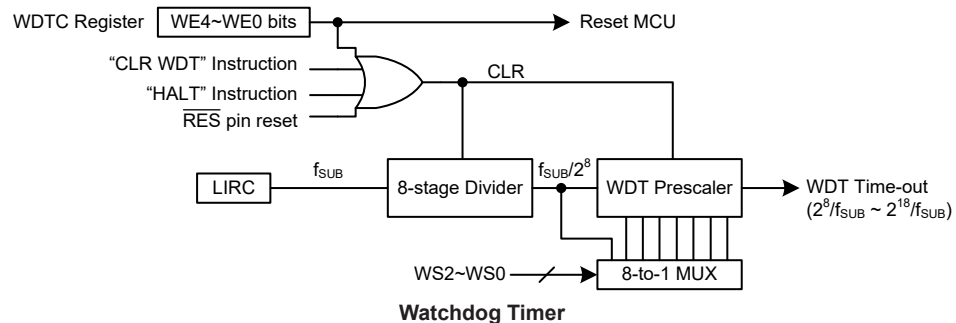 WDTC Register WE4~WE0 bits Reset MCU
“CLR WDT” Instruction
CLR
“HALT” Instruction
RES pin reset
LIRC
fSUB
8-stage Divider
fSUB/2^8
WDT Prescaler
WDT Time-out
(2^8/fSUB ~ 2^18/fSUB)
WS2~WS0
8-to-1 MUX
Watchdog Timer